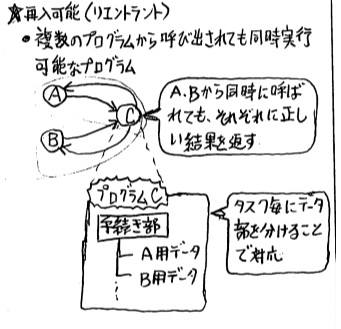 ☆再入可能(リエントラント)
•複数のプログラムから呼び出されても同時実行
可能なプログラム
A
B
C
A.Bから同時に呼ば
れても、それぞれに正し
い結果を返す
プログラムC
手続き部
A用データ
B用データ
タスク毎にデータ
部を分けること
で対応